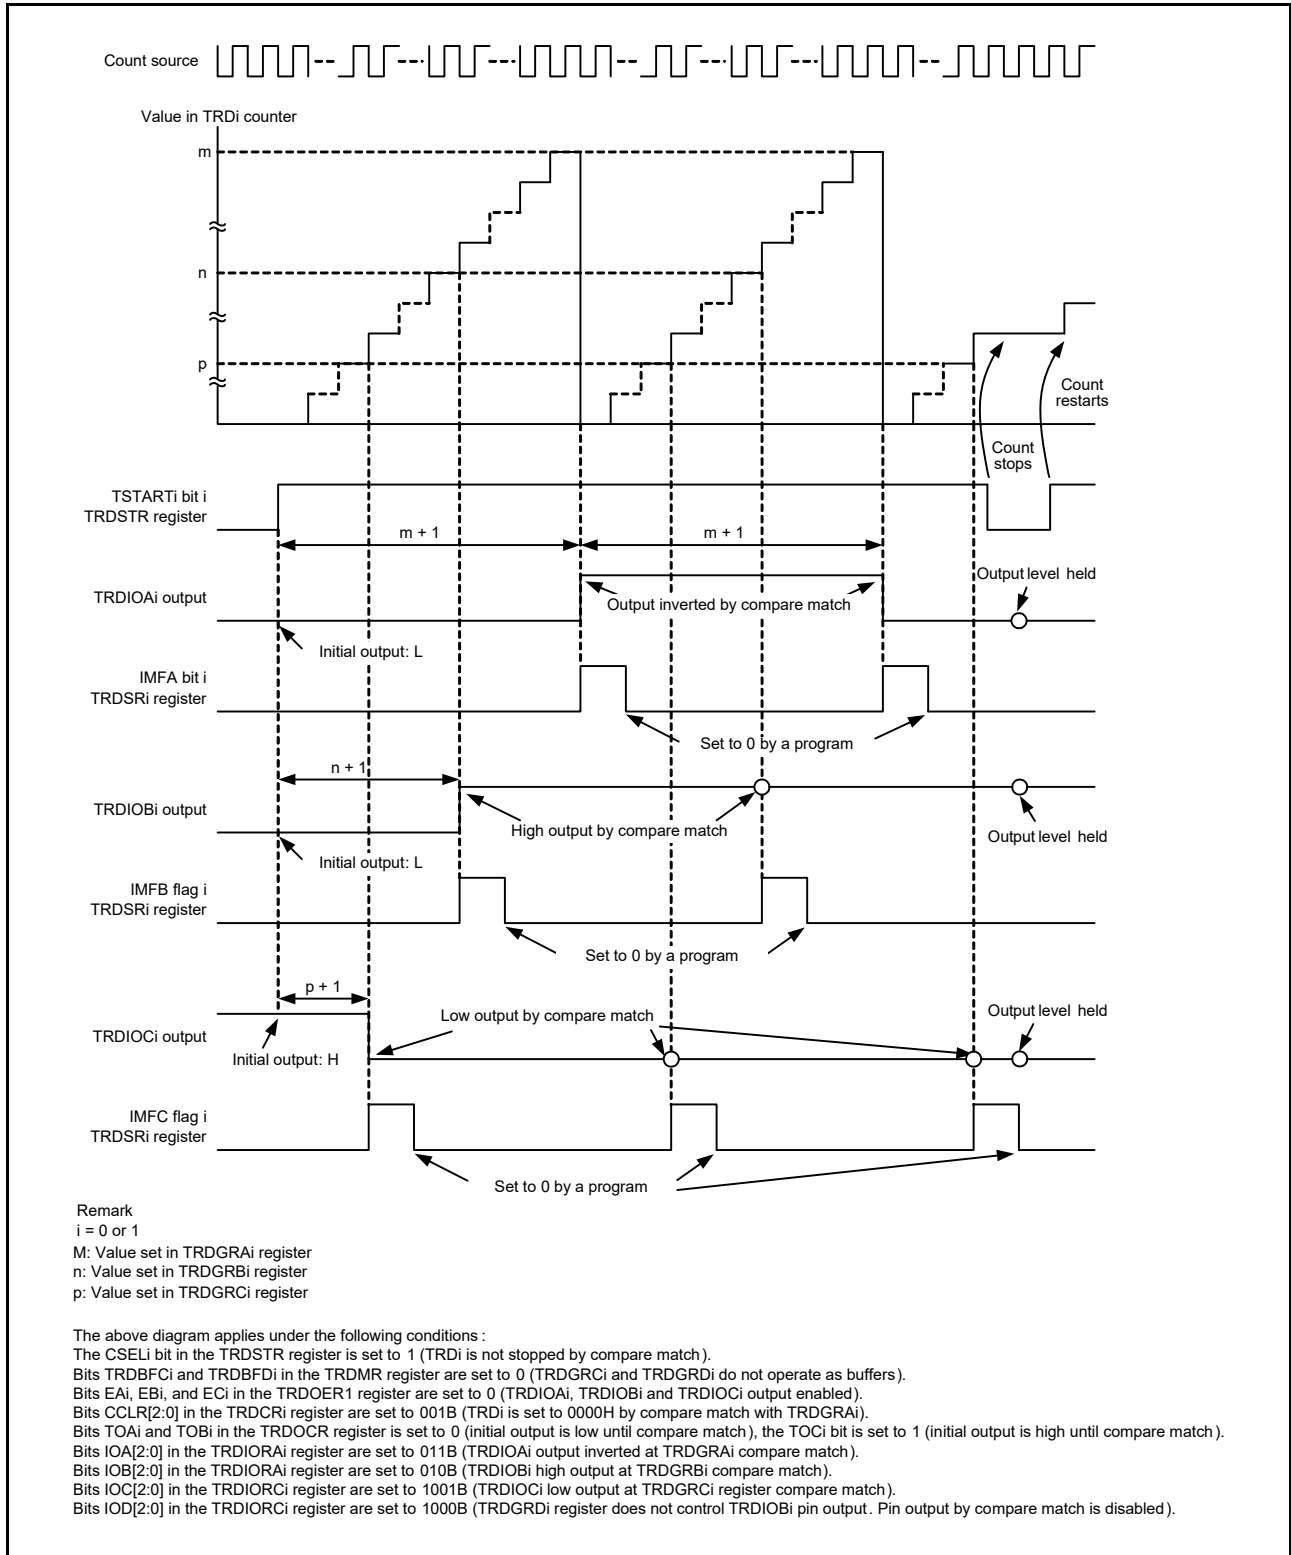 Count source
Value in TRDi counter
m
n
p
Count
restarts
Count
stops
TSTARTi bit i
TRDSTR register
m + 1
m + 1
Output level held
TRDIOAi output
Output inverted by compare match
Initial output: L
IMFA bit i
TRDSRi register
Set to 0 by a program
n + 1
TRDIOBi output
High output by compare match
Output level held
Initial output: L
IMFB flag i
TRDSRi register
Set to 0 by a program
p + 1
Low output by compare match
Output level held
TRDIOCi output
Initial output: H
IMFC flag i
TRDSRi register
Set to 0 by a program
Remark
i = 0 or 1
M: Value set in TRDGRAi register
n: Value set in TRDGRBi register
p: Value set in TRDGRCi register
The above diagram applies under the following conditions :
The CSELi bit in the TRDSTR register is set to 1 (TRDi is not stopped by compare match).
Bits TRDBFCi and TRDBFDi in the TRDMR register are set to 0 (TRDGRCi and TRDGRDi do not operate as buffers).
Bits EAi, EBi, and ECi in the TRDOER1 register are set to 0 (TRDIOAi, TRDIOBi and TRDIOCi output enabled).
Bits CCLR[2:0] in the TRDCRi register are set to 001B (TRDi is set to 0000H by compare match with TRDGRAi).
Bits TOAi and TOBi in the TRDOCR register is set to 0 (initial output is low until compare match), the TOCi bit is set to 1 (initial output is high until compare match).
Bits IOA[2:0] in the TRDIORAi register are set to 011B (TRDIOAi output inverted at TRDGRAi compare match).
Bits IOB[2:0] in the TRDIORAi register are set to 010B (TRDIOBi high output at TRDGRBi compare match).
Bits IOC[2:0] in the TRDIORCi register are set to 1001B (TRDIOCi low output at TRDGRCi register compare match).
Bits IOD[2:0] in the TRDIORCi register are set to 1000B (TRDGRDi register does not control TRDIOBi pin output. Pin output by compare match is disabled).